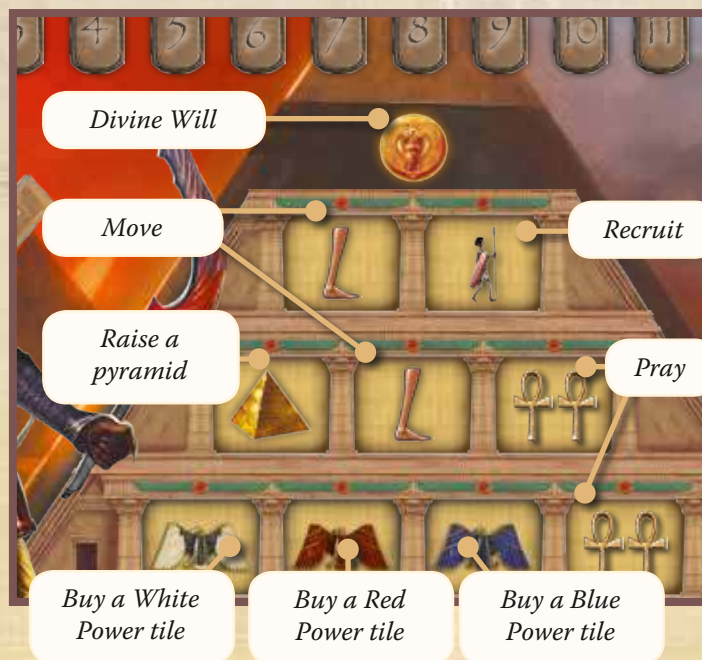 3 4 5 6 7 8 9 10 11
Divine Will
Move
Recruit
Raise a
pyramid
Pray
Buy a White
Power tile
Buy a Red
Power tile
Buy a Blue
Power tile